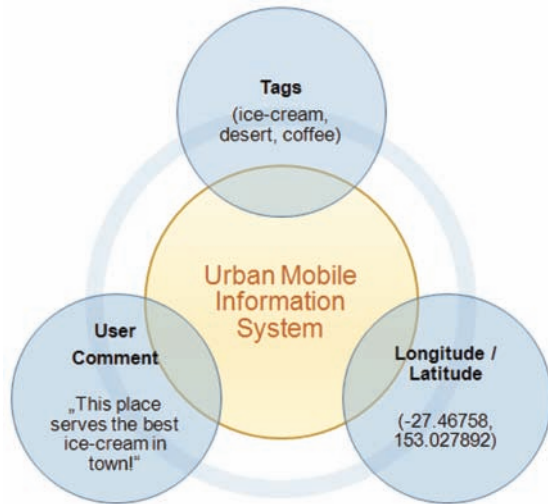 Tags
(ice-cream,
desert, coffee)
Urban Mobile
Information
System
User
Comment
„This place
serves the best
ice-cream in
town!“
Longitude /
Latitude
(-27.46758,
153.027892)